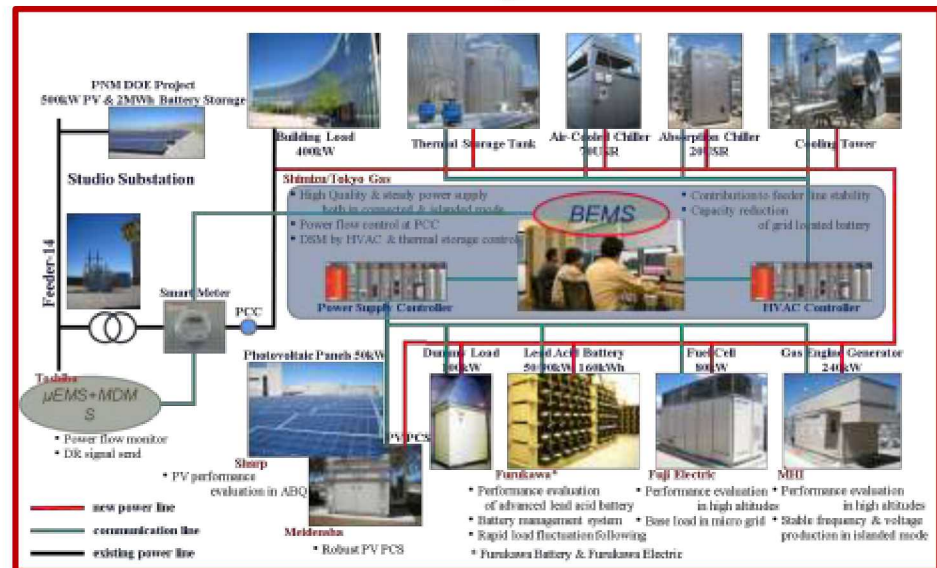 PNM DOE Project
500kW PV & 2MWh Battery Storage
Building Load
400kW
Thermal Storage Tank
Air-Cooled Chiller
70USR
Absorption Chiller
20USR
Cooling Tower
Studio Substation
Feeder-14
Smart Meter
PCC
Shimizu/Tokyo Gas
• High Quality & steady power supply
both in connected & islanded mode
• Power flow control at PCC
• DSM by HVAC & thermal storage control
BEMS
• Contribution to feeder line stability
• Capacity reduction
of grid located battery
Power Supply Controller
HVAC Controller
Toshiba
μEMS+MDM
S
• Power flow monitor
• DR signal send
Photovoltaic Panels 50kW
Dummy Load
100kW
Lead Acid Battery
160kWh
Fuel Cell
80kW
Gas Engine Generator
240kW
PV PCS
Sharp
• PV performance
evaluation in ABQ
Meidensha
• Robust PV PCS
Furukawa*
• Performance evaluation
of advanced lead acid battery
• Battery management system
• Rapid load fluctuation following
* Furukawa Battery & Furukawa Electric
Fuji Electric
• Performance evaluation
in high altitudes
• Base load in micro grid
MHI
• Performance evaluation
in high altitudes
• Stable frequency & voltage
production in islanded mode
new power line
communication line
existing power line